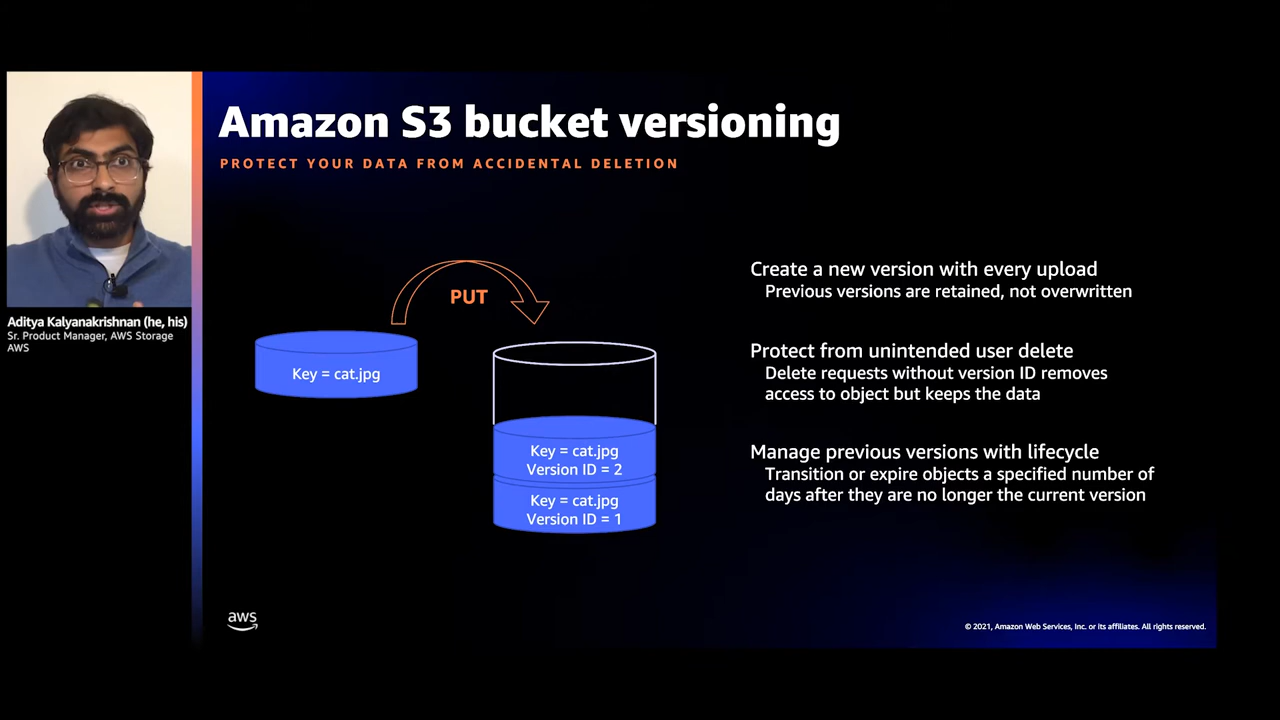 Amazon S3 bucket versioning
PROTECT YOUR DATA FROM ACCIDENTAL DELETION
Aditya Kalyanakrishnan (he, his)
Sr. Product Manager, AWS Storage
AWS
PUT
Key = cat.jpg
Key = cat.jpg
Version ID = 2
Key = cat.jpg
Version ID = 1
Create a new version with every upload
Previous versions are retained, not overwritten
Protect from unintended user delete
Delete requests without version ID removes
access to object but keeps the data
Manage previous versions with lifecycle
Transition or expire objects a specified number of
days after they are no longer the current version
aws
© 2021, Amazon Web Services, Inc. or its affiliates. All rights reserved.